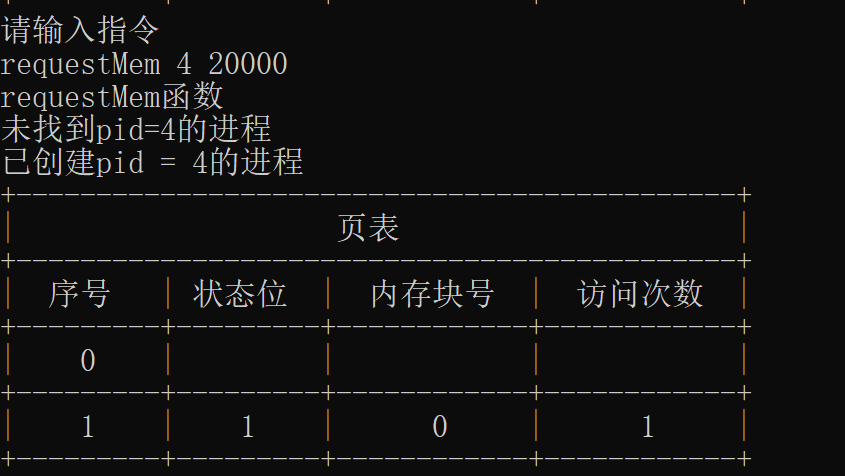 请输入指令
requestMem 4 20000
requestMem函数
未找到pid=4的进程
已创建pid = 4的进程
页表
序号 状态位 内存块号 访问次数
0
1 1 0 1